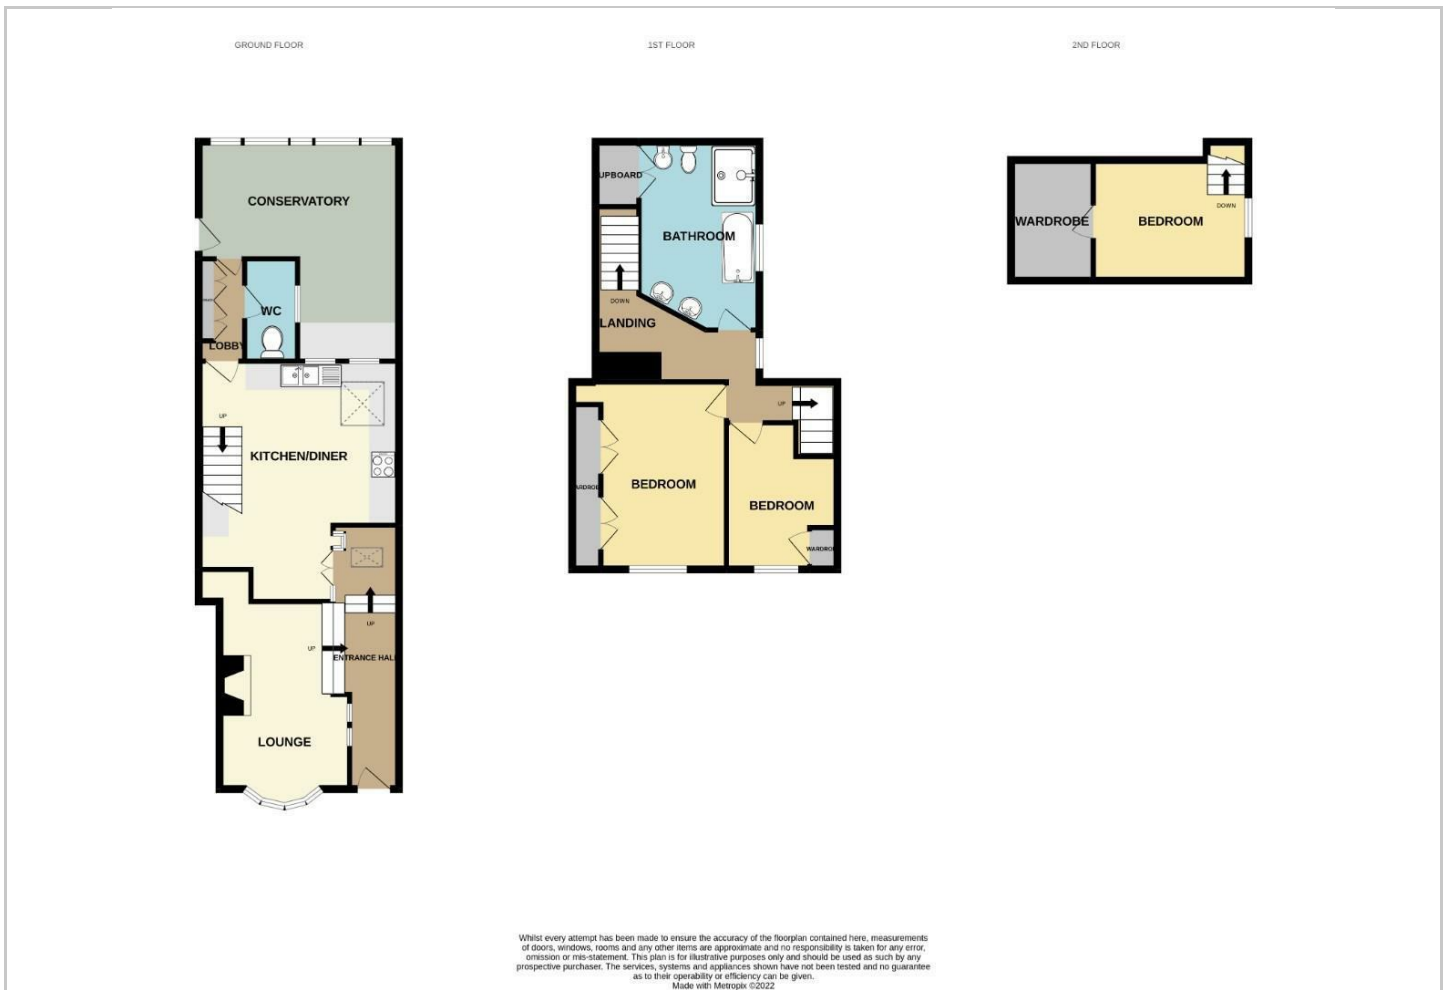 GROUND FLOOR
1ST FLOOR
2ND FLOOR
CONSERVATORY
WC
LOBBY
UP
KITCHEN/DINER
UP
UP
ENTRANCE HALL
LOUNGE
UPBOARD
BATHROOM
DOWN
LANDING
UP
ARDROBE
BEDROOM
BEDROOM
WARDROBE
WARDROBE
BEDROOM
DOWN
Whilst every attempt has been made to ensure the accuracy of the floorplan contained here, measurements
of doors, windows, rooms and any other items are approximate and no responsibility is taken for any error,
omission or mis-statement. This plan is for illustrative purposes only and should be used as such by any
prospective purchaser. The services, systems and appliances shown have not been tested and no guarantee
as to their operability or efficiency can be given.
Made with Metropix ©2022